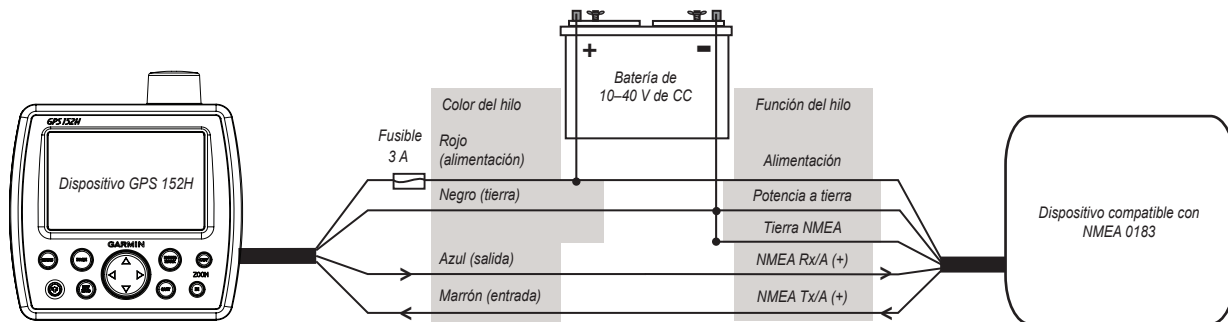 GPS 152H
Dispositivo GPS 152H
GARMIN
ZOOM
Fusible
3 A
Color del hilo
Rojo
(alimentación)
Negro (tierra)
Azul (salida)
Marrón (entrada)
+
-
Batería de
10–40 V de CC
Función del hilo
Alimentación
Potencia a tierra
Tierra NMEA
NMEA Rx/A (+)
NMEA Tx/A (+)
Dispositivo compatible con
NMEA 0183